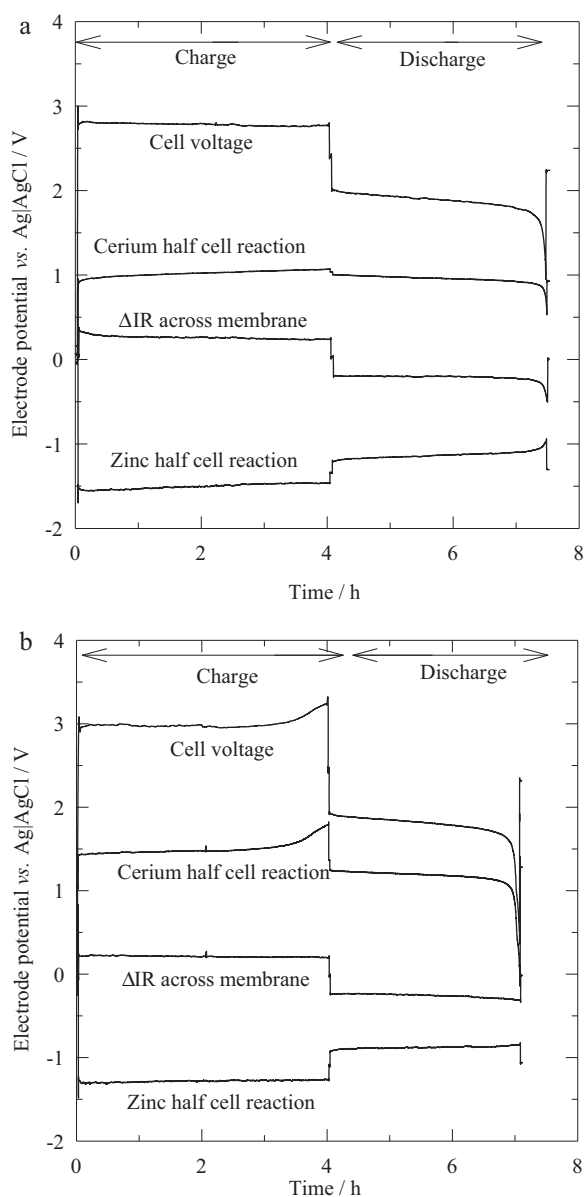 a
4
3
2
1
0
-1
-2
Electrode potential vs. Ag|AgCl / V
Charge
Discharge
Cell voltage
Cerium half cell reaction
ΔIR across membrane
Zinc half cell reaction
0
2
4
6
8
Time / h
b
4
3
2
1
0
-1
-2
Electrode potential vs. Ag|AgCl / V
Charge
Discharge
Cell voltage
Cerium half cell reaction
ΔIR across membrane
Zinc half cell reaction
0
2
4
6
8
Time / h